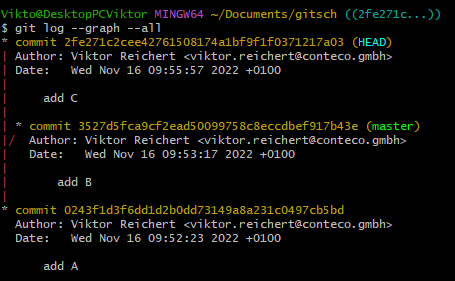 Vikto@DesktopPCViktor MINGW64 ~/Documents/gitsch ((2fe271c...))
$ git log --graph --all
* commit 2fe271c2cee42761508174a1bf9f1f0371217a03 (HEAD)
| Author: Viktor Reichert <viktor.reichert@conteco.gmbh>
| Date:   Wed Nov 16 09:55:57 2022 +0100
|
|     add C
|
| * commit 3527d5fca9cf2ead50099758c8eccdbef917b43e (master)
|/  Author: Viktor Reichert <viktor.reichert@conteco.gmbh>
|   Date:   Wed Nov 16 09:53:17 2022 +0100
|
|       add B
|
* commit 0243f1d3f6dd1d2b0dd73149a8a231c0497cb5bd
  Author: Viktor Reichert <viktor.reichert@conteco.gmbh>
  Date:   Wed Nov 16 09:52:23 2022 +0100

      add A